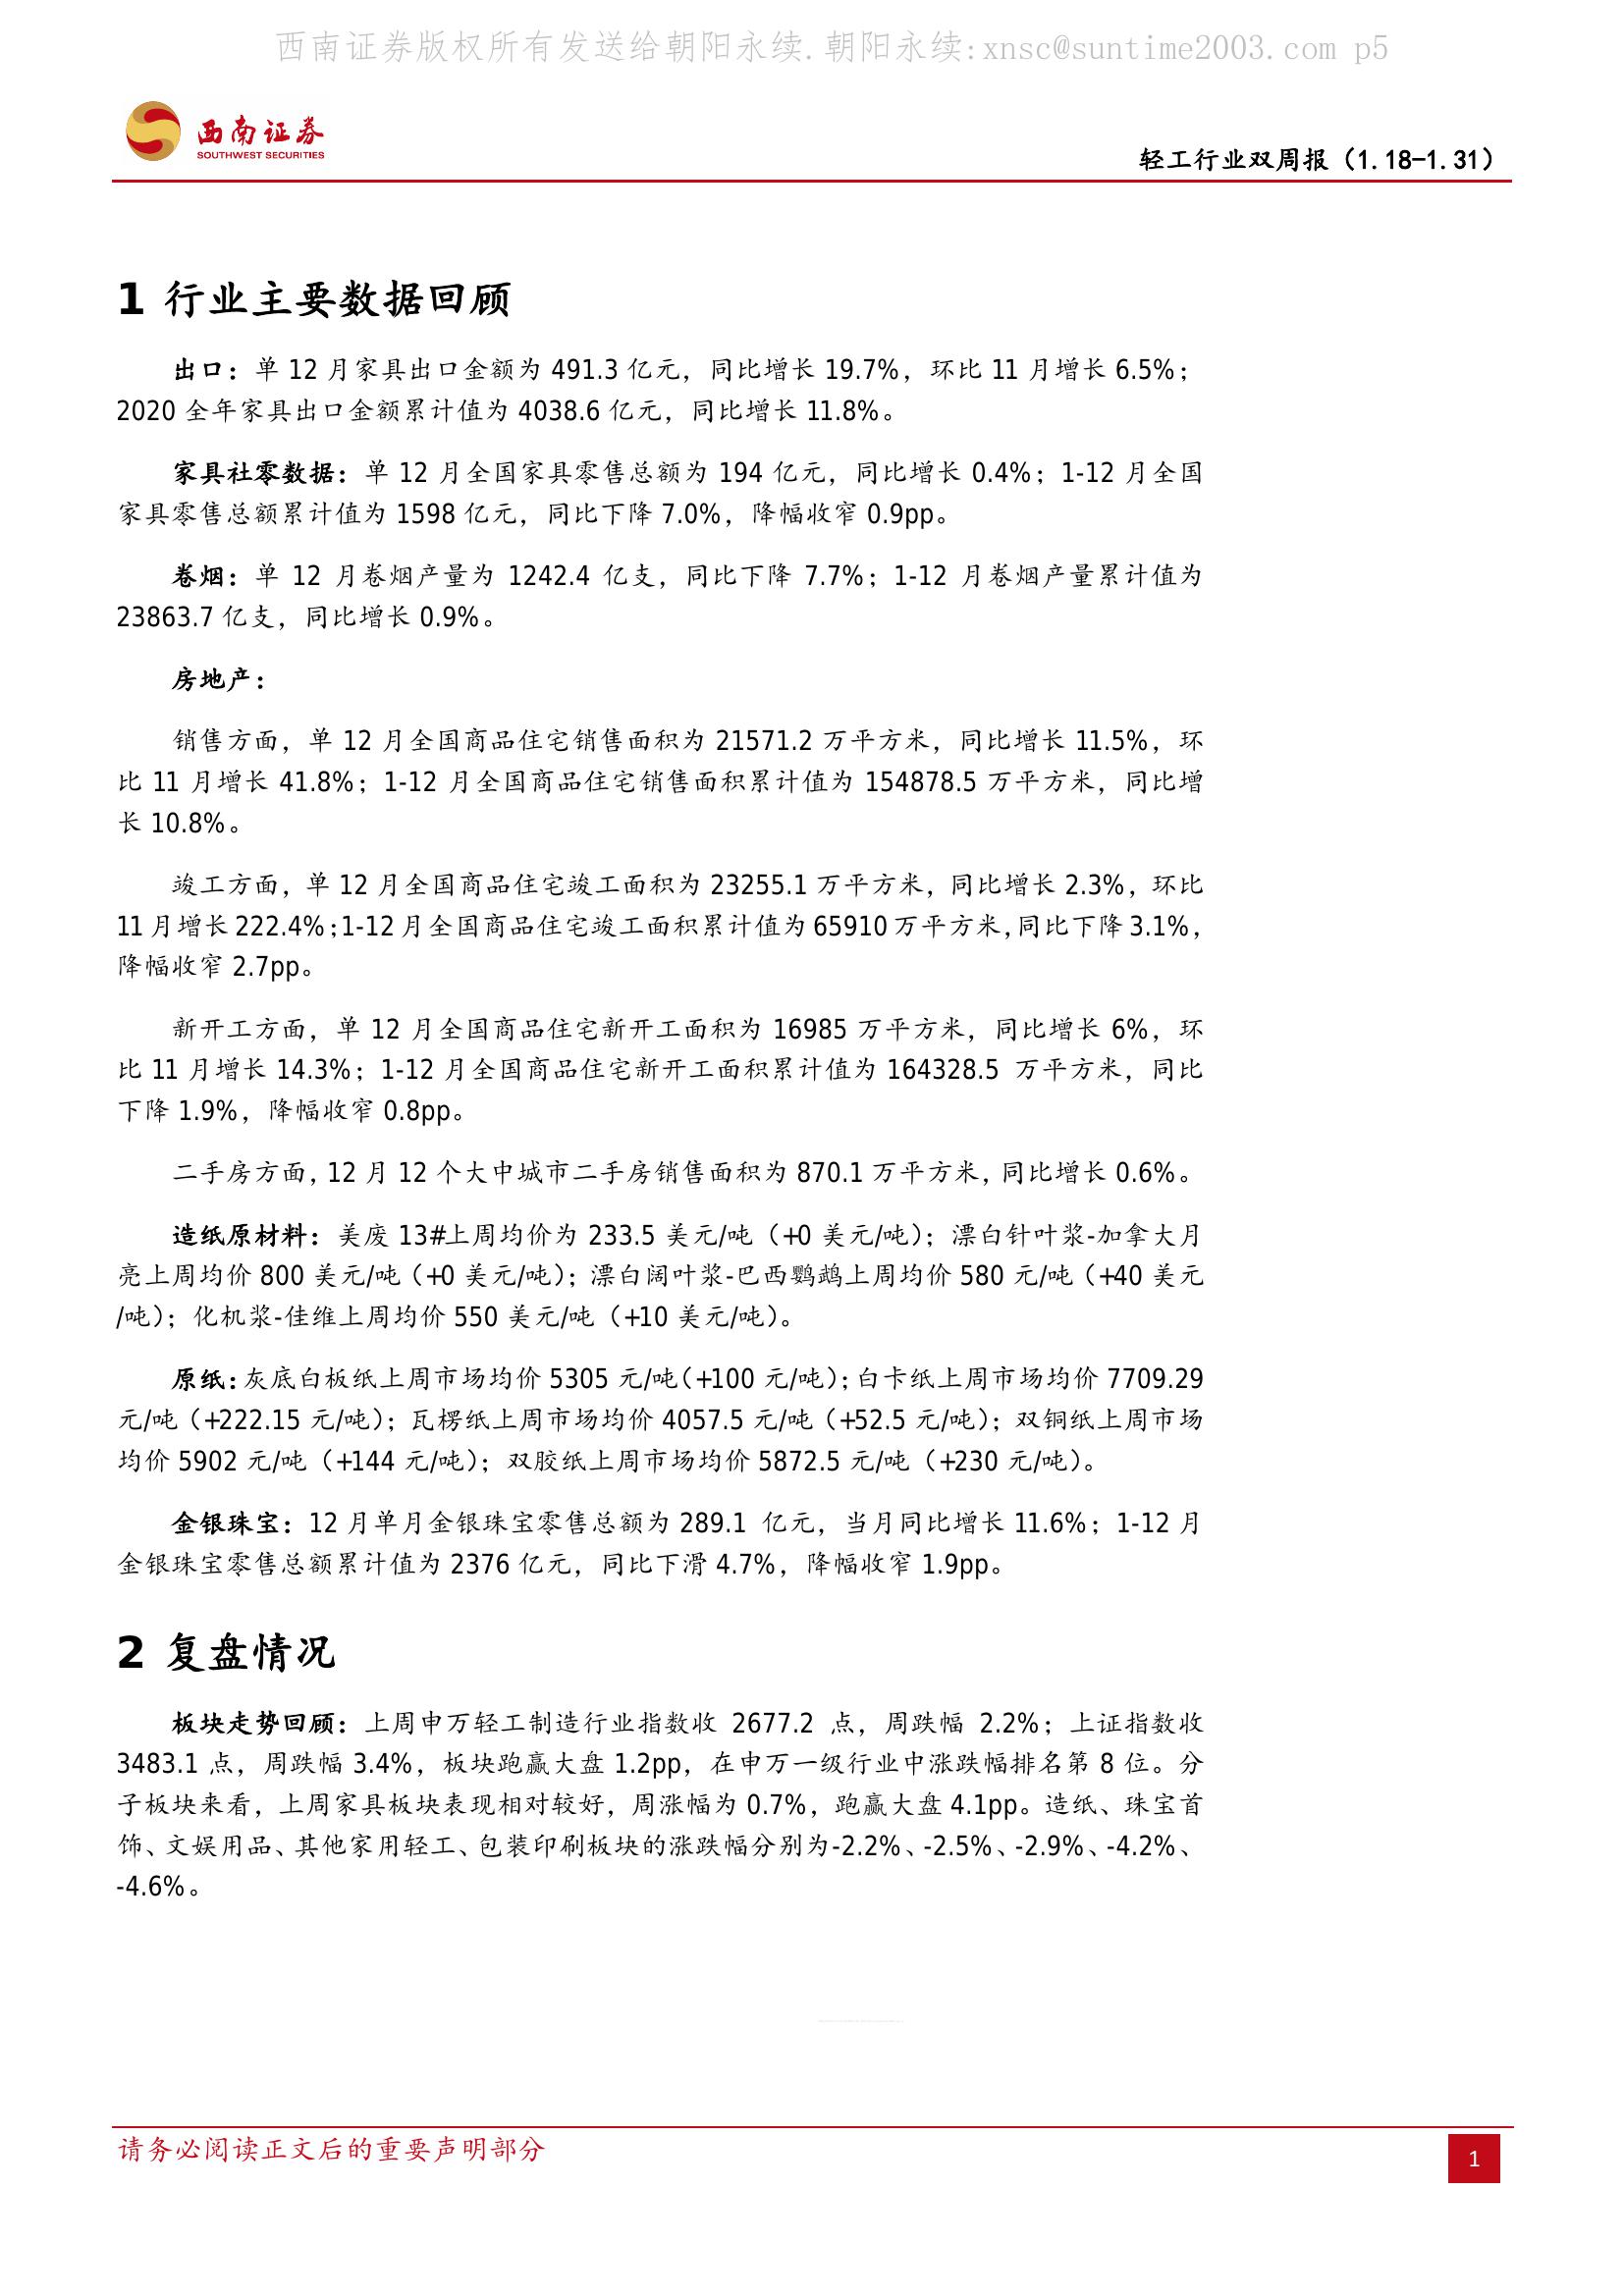 西南证券版权所有发送给朝阳永续.朝阳永续:xnsc@suntime2003.com p5
西南证券
SOUTHWEST SECURITIES
轻工行业双周报（1.18-1.31）
1 行业主要数据回顾
出口：单 12 月家具出口金额为 491.3 亿元，同比增长 19.7%，环比 11 月增长 6.5%；
2020 全年家具出口金额累计值为 4038.6 亿元，同比增长 11.8%。
家具社零数据：单 12 月全国家具零售总额为 194 亿元，同比增长 0.4%；1-12 月全国
家具零售总额累计值为 1598 亿元，同比下降 7.0%，降幅收窄 0.9pp。
卷烟：单 12 月卷烟产量为 1242.4 亿支，同比下降 7.7%；1-12 月卷烟产量累计值为
23863.7 亿支，同比增长 0.9%。
房地产：
销售方面，单 12 月全国商品住宅销售面积为 21571.2 万平方米，同比增长 11.5%，环
比 11 月增长 41.8%；1-12 月全国商品住宅销售面积累计值为 154878.5 万平方米，同比增
长 10.8%。
竣工方面，单 12 月全国商品住宅竣工面积为 23255.1 万平方米，同比增长 2.3%，环比
11 月增长 222.4%；1-12 月全国商品住宅竣工面积累计值为 65910 万平方米，同比下降 3.1%，
降幅收窄 2.7pp。
新开工方面，单 12 月全国商品住宅新开工面积为 16985 万平方米，同比增长 6%，环
比 11 月增长 14.3%；1-12 月全国商品住宅新开工面积累计值为 164328.5 万平方米，同比
下降 1.9%，降幅收窄 0.8pp。
二手房方面，12 月 12 个大中城市二手房销售面积为 870.1 万平方米，同比增长 0.6%。
造纸原材料：美废 13#上周均价为 233.5 美元/吨（+0 美元/吨）；漂白针叶浆-加拿大月
亮上周均价 800 美元/吨（+0 美元/吨）；漂白阔叶浆-巴西鹦鹉上周均价 580 元/吨（+40 美元
/吨）；化机浆-佳维上周均价 550 美元/吨（+10 美元/吨）。
原纸：灰底白板纸上周市场均价 5305 元/吨（+100 元/吨）；白卡纸上周市场均价 7709.29
元/吨（+222.15 元/吨）；瓦楞纸上周市场均价 4057.5 元/吨（+52.5 元/吨）；双铜纸上周市场
均价 5902 元/吨（+144 元/吨）；双胶纸上周市场均价 5872.5 元/吨（+230 元/吨）。
金银珠宝：12 月单月金银珠宝零售总额为 289.1 亿元，当月同比增长 11.6%；1-12 月
金银珠宝零售总额累计值为 2376 亿元，同比下滑 4.7%，降幅收窄 1.9pp。
2 复盘情况
板块走势回顾：上周申万轻工制造行业指数收 2677.2 点，周跌幅 2.2%；上证指数收
3483.1 点，周跌幅 3.4%，板块跑赢大盘 1.2pp，在申万一级行业中涨跌幅排名第 8 位。分
子板块来看，上周家具板块表现相对较好，周涨幅为 0.7%，跑赢大盘 4.1pp。造纸、珠宝首
饰、文娱用品、其他家用轻工、包装印刷板块的涨跌幅分别为-2.2%、-2.5%、-2.9%、-4.2%、
-4.6%。
请务必阅读正文后的重要声明部分
1